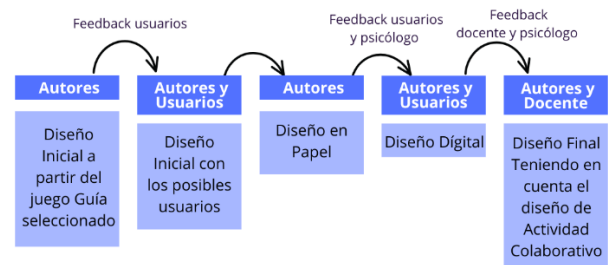 Feedback usuarios
Feedback usuarios
y psicólogo
Feedback
docente y psicólogo
Autores
Diseño
Inicial a
partir del
juego Guía
seleccionado
Autores y
Usuarios
Diseño
Inicial con
los posibles
usuarios
Autores
Diseño en
Papel
Autores y
Usuarios
Diseño Dígital
Autores y
Docente
Diseño Final
Teniendo en
cuenta el
diseño de
Actividad
Colaborativo